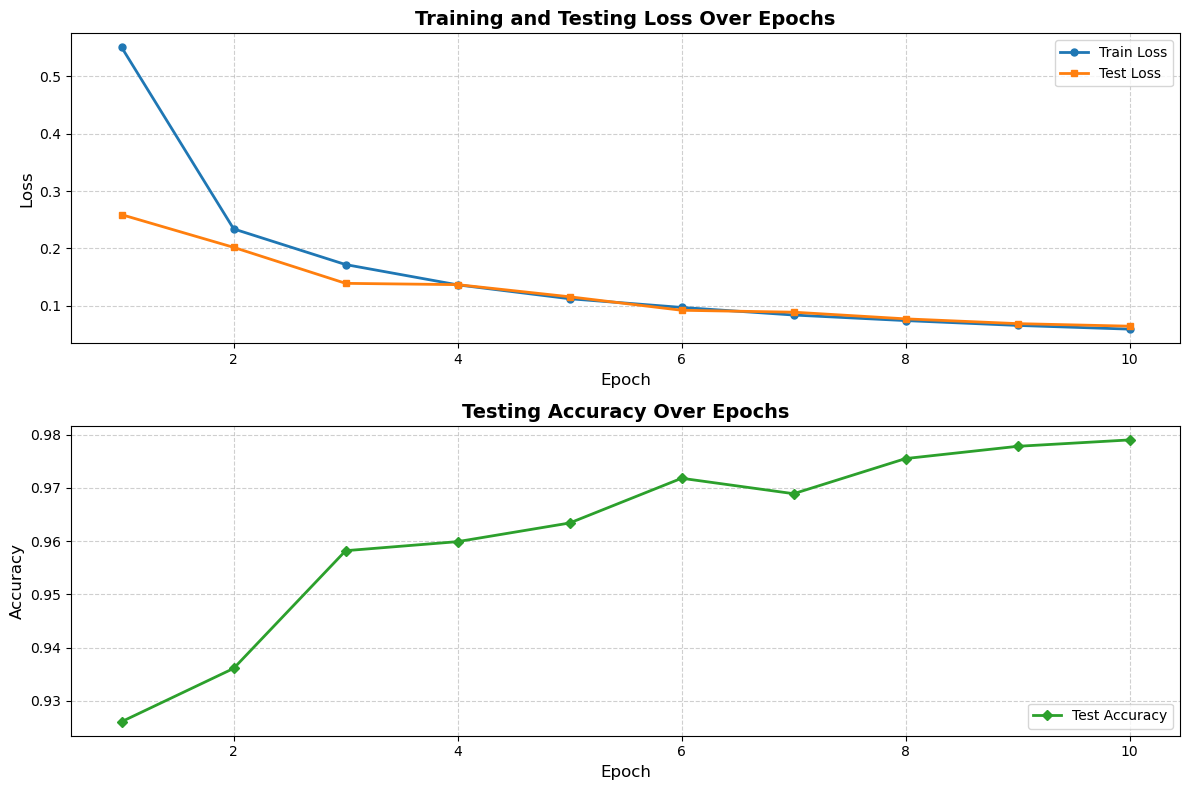 Training and Testing Loss Over Epochs
Train Loss
Test Loss
0.5
0.4
0.3
0.2
0.1
Loss
2 4 6 8 10
Epoch
Testing Accuracy Over Epochs
0.98
0.97
0.96
0.95
0.94
0.93
Accuracy
Test Accuracy
2 4 6 8 10
Epoch